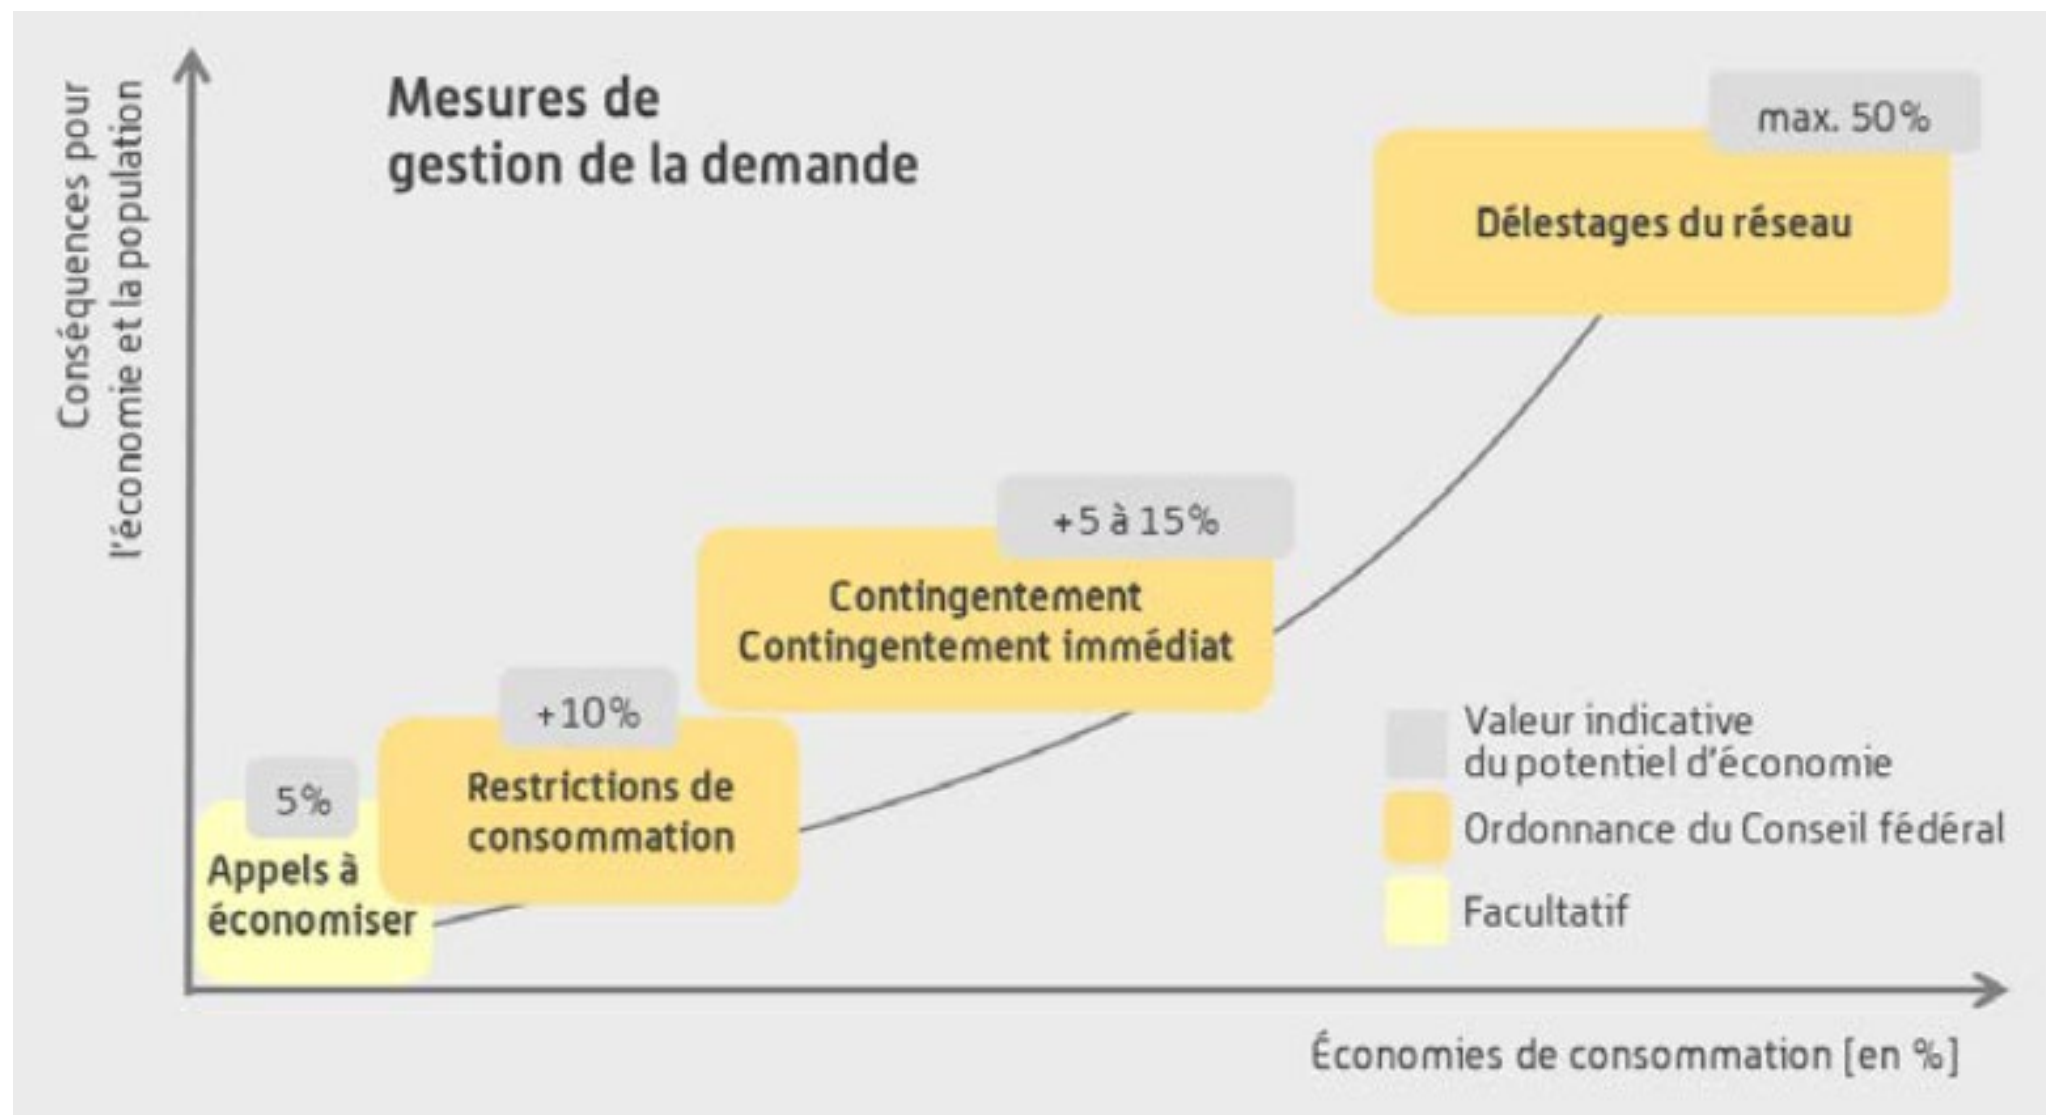 Mesures de
gestion de la demande
Conséquences pour
l'économie et la population
max. 50%
Délestages du réseau
+5 à 15%
Contingentement
Contingentement immédiat
+10%
Restrictions de
consommation
5%
Appels à
économiser
Valeur indicative
du potentiel d'économie
Ordonnance du Conseil fédéral
Facultatif
Économies de consommation [en %]